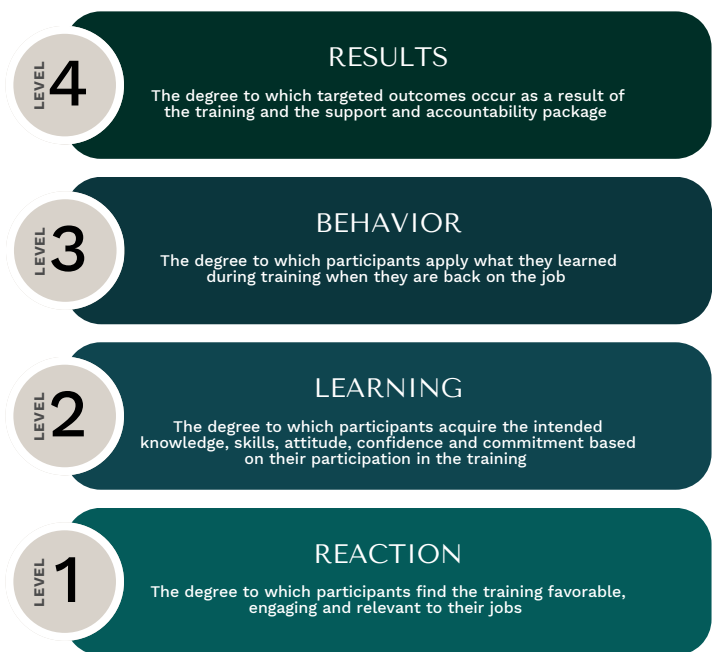 LEVEL 4
RESULTS
The degree to which targeted outcomes occur as a result of
the training and the support and accountability package
LEVEL 3
BEHAVIOR
The degree to which participants apply what they learned
during training when they are back on the job
LEVEL 2
LEARNING
The degree to which participants acquire the intended
knowledge, skills, attitude, confidence and commitment based
on their participation in the training
LEVEL 1
REACTION
The degree to which participants find the training favorable,
engaging and relevant to their jobs